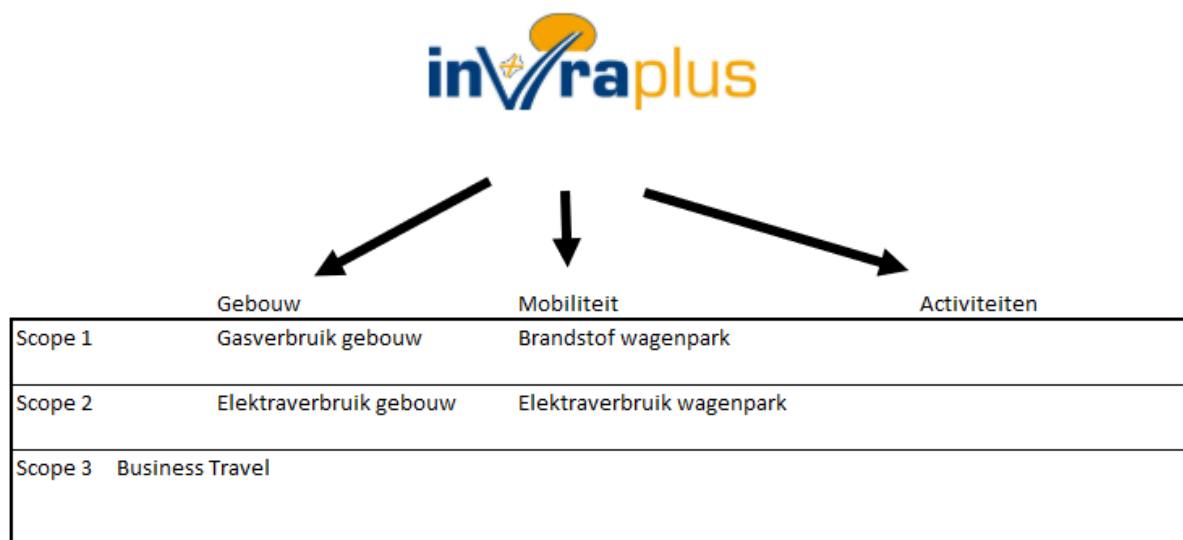 invraplus
Gebouw Mobiliteit Activiteiten
Scope 1 Gasverbruik gebouw Brandstof wagenpark
Scope 2 Elektraverbruik gebouw Elektraverbruik wagenpark
Scope 3 Business Travel